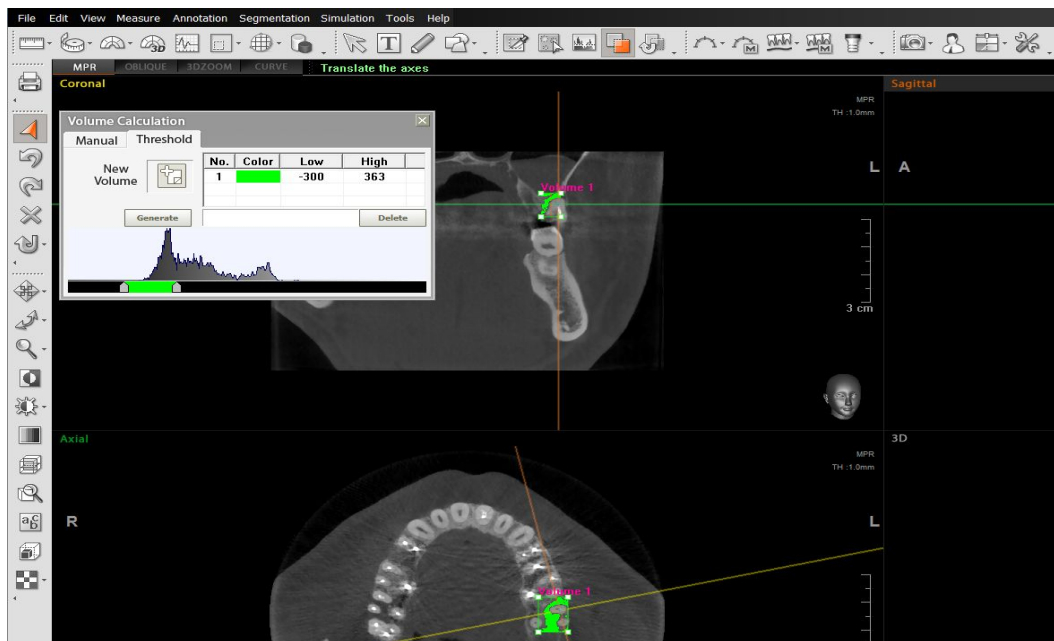 File Edit View Measure Annotation Segmentation Simulation Tools Help
MPR OBLIQUE 3DZOOM CURVE Translate the axes
Coronal
Sagittal
MPR
TH :1.0mm
L
A
Volume Calculation
Manual Threshold
New
Volume
No. Color Low High
1 -300 363
Generate
Delete
Volume 1
3 cm
Axial
3D
MPR
TH :1.0mm
R
L
Volume 1